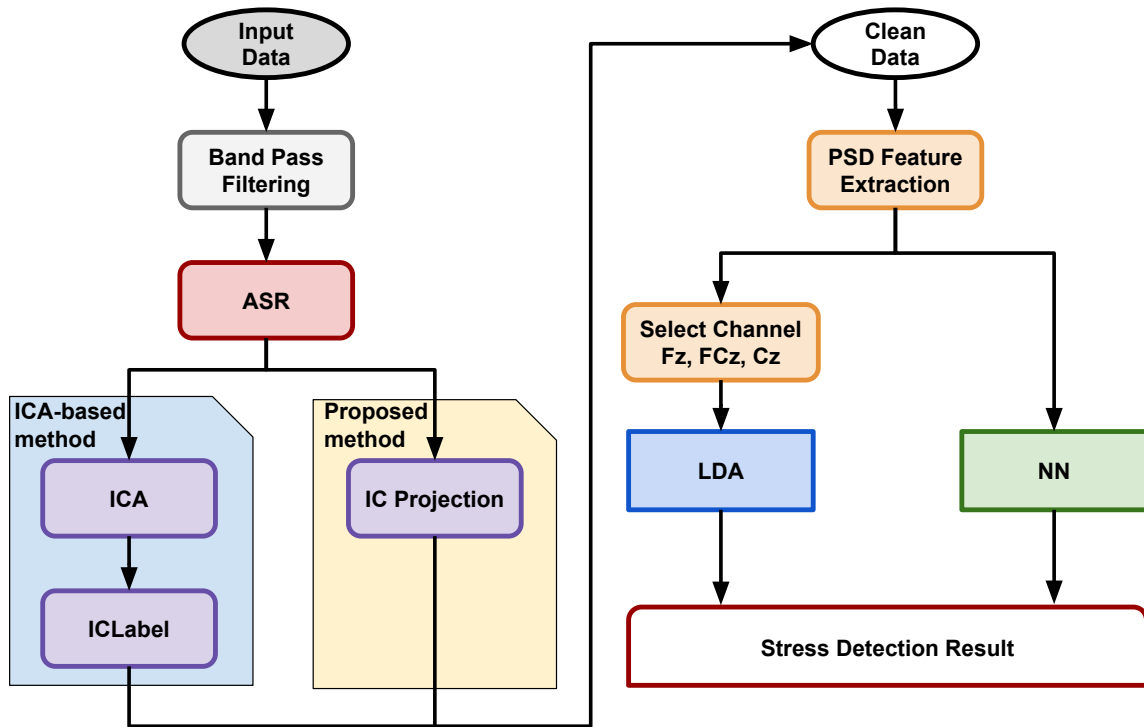 Input
Data
Band Pass
Filtering
ASR
ICA-based
method
ICA
ICLabel
Proposed
method
IC Projection
Clean
Data
PSD Feature
Extraction
Select Channel
Fz, FCz, Cz
LDA
NN
Stress Detection Result